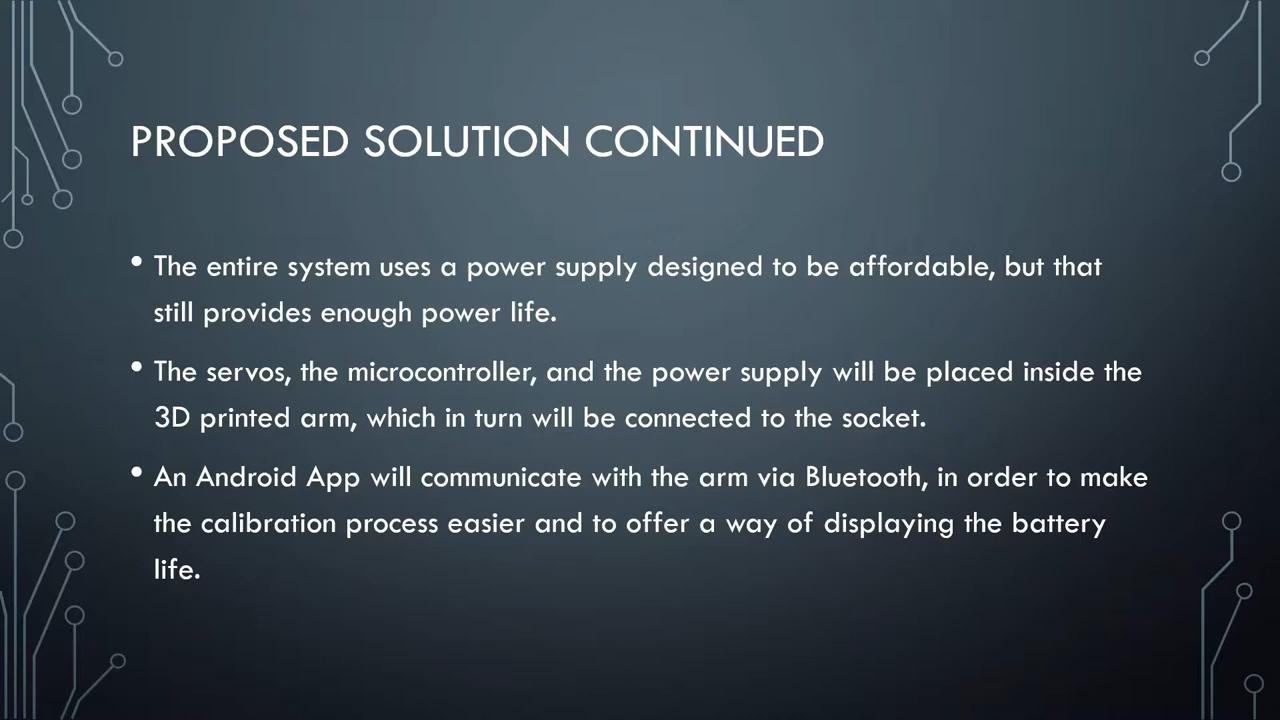 PROPOSED SOLUTION CONTINUED
• The entire system uses a power supply designed to be affordable, but that
still provides enough power life.
• The servos, the microcontroller, and the power supply will be placed inside the
3D printed arm, which in turn will be connected to the socket.
• An Android App will communicate with the arm via Bluetooth, in order to make
the calibration process easier and to offer a way of displaying the battery
life.